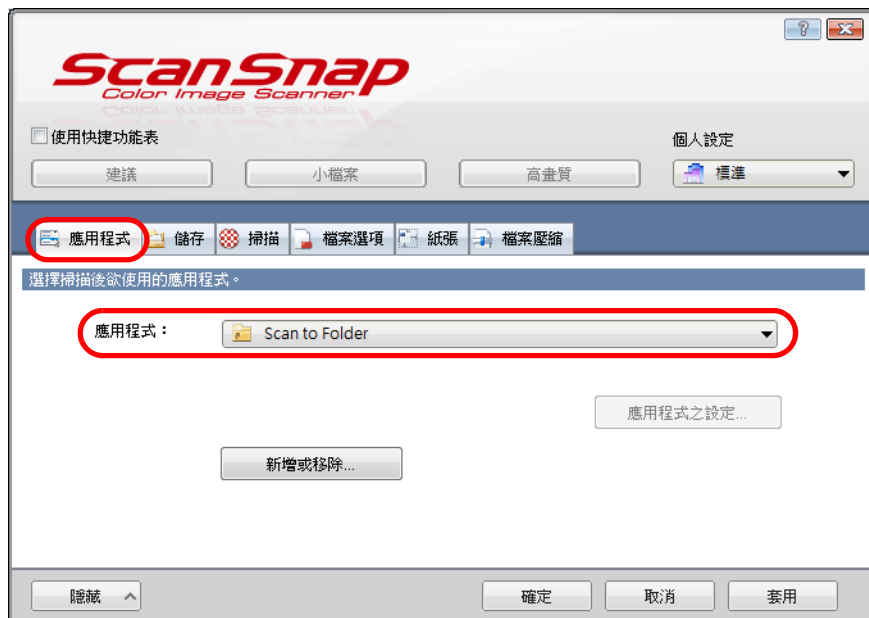 ScanSnap
Color Image Scanner
使用快捷功能表
個人設定
建議
小檔案
高畫質
標準
應用程式
儲存
掃描
檔案選項
紙張
檔案壓縮
選擇掃描後欲使用的應用程式。
應用程式：
Scan to Folder
應用程式之設定...
新增或移除...
隱藏
確定
取消
套用